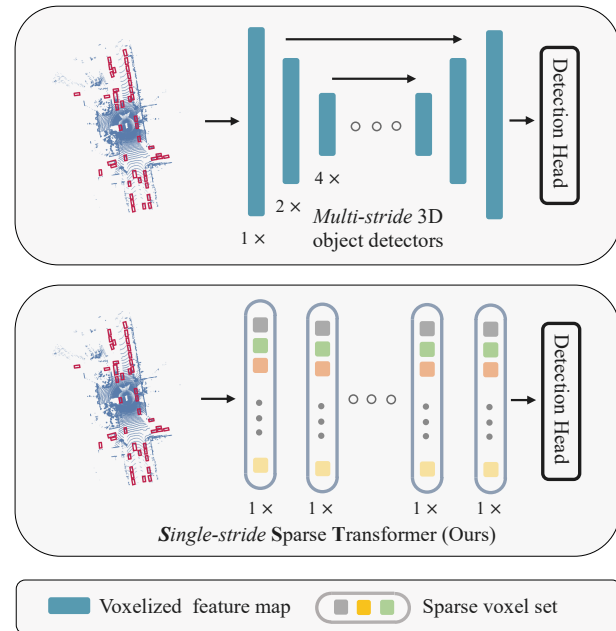 Detection Head
4 ×
2 ×
1 ×
Multi-stride 3D
object detectors
Detection Head
1 × 1 × 1 × 1 ×
Single-stride Sparse Transformer (Ours)
Voxelized feature map Sparse voxel set